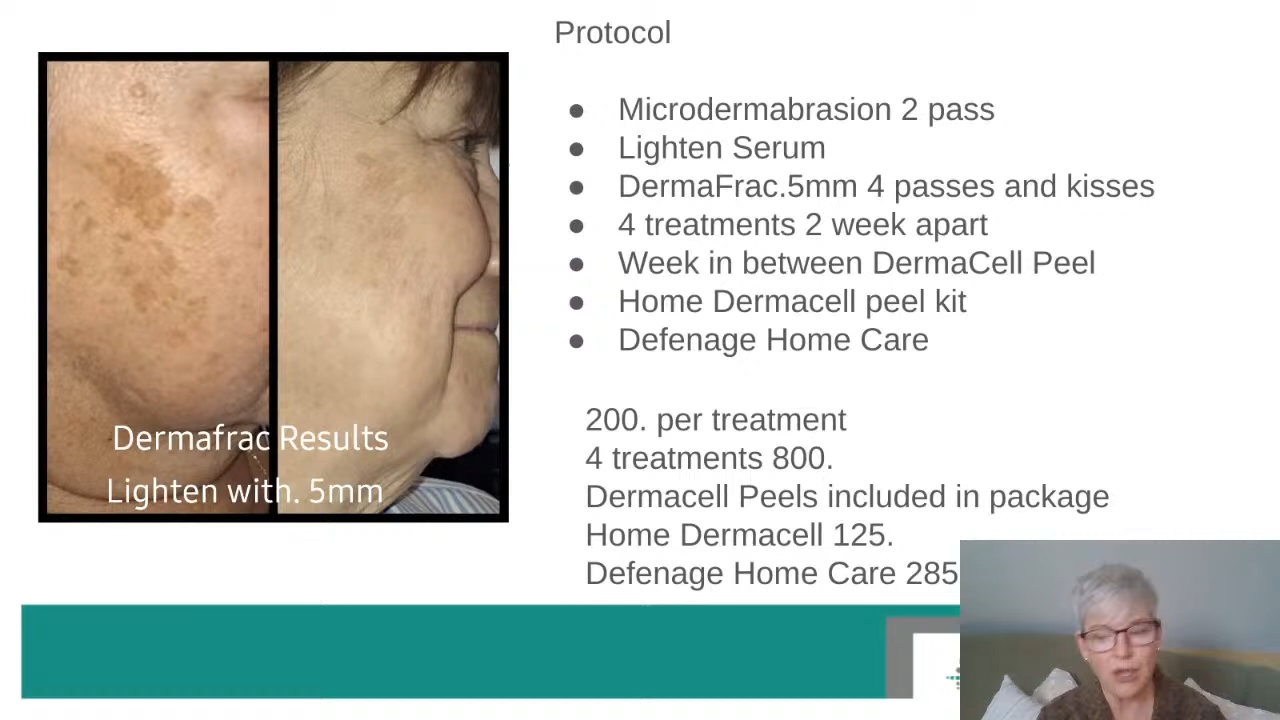 Protocol
● Microdermabrasion 2 pass
● Lighten Serum
● DermaFrac.5mm 4 passes and kisses
● 4 treatments 2 week apart
● Week in between DermaCell Peel
● Home Dermacell peel kit
● Defenage Home Care
200. per treatment
4 treatments 800.
Dermacell Peels included in package
Home Dermacell 125.
Defenage Home Care 285
Dermafrac Results
Lighten with. 5mm